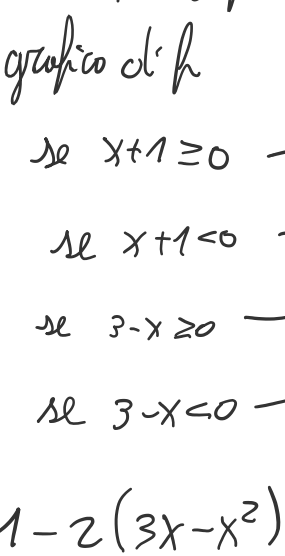 grafico di f
se x+1≥0 —
se x+1<0 -
se 3-x≥0 —
se 3-x<0 —
1-2(3x-x²)